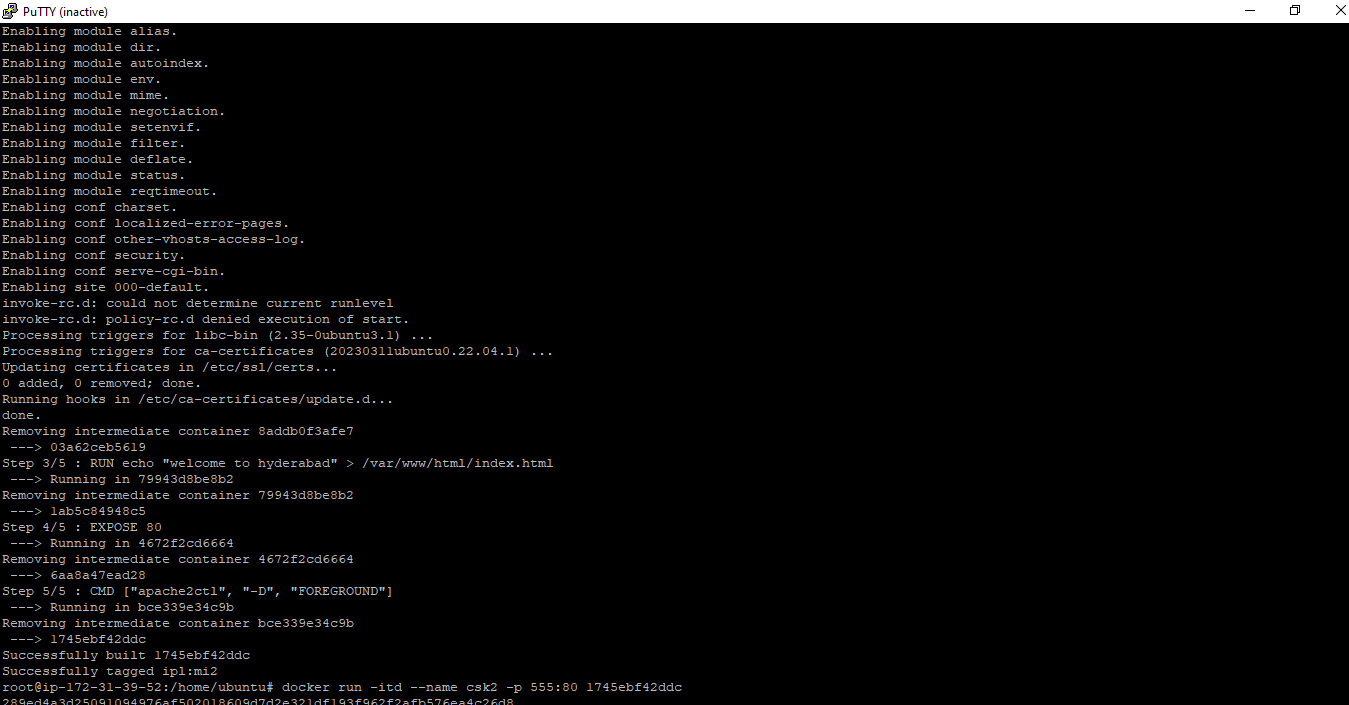 PuTTY (inactive)
Enabling module alias.
Enabling module dir.
Enabling module autoindex.
Enabling module env.
Enabling module mime.
Enabling module negotiation.
Enabling module setenvif.
Enabling module filter.
Enabling module deflate.
Enabling module status.
Enabling module reqtimeout.
Enabling conf charset.
Enabling conf localized-error-pages.
Enabling conf other-vhosts-access-log.
Enabling conf security.
Enabling conf serve-cgi-bin.
Enabling site 000-default.
invoke-rc.d: could not determine current runlevel
invoke-rc.d: policy-rc.d denied execution of start.
Processing triggers for libc-bin (2.35-0ubuntu3.1) ...
Processing triggers for ca-certificates (20230311ubuntu0.22.04.1) ...
Updating certificates in /etc/ssl/certs...
0 added, 0 removed; done.
Running hooks in /etc/ca-certificates/update.d...
done.
Removing intermediate container 8addb0f3afe7
 ---> 03a62ceb5619
Step 3/5 : RUN echo "welcome to hyderabad" > /var/www/html/index.html
 ---> Running in 79943d8be8b2
Removing intermediate container 79943d8be8b2
 ---> 1ab5c84948c5
Step 4/5 : EXPOSE 80
 ---> Running in 4672f2cd6664
Removing intermediate container 4672f2cd6664
 ---> 6aa8a47ead28
Step 5/5 : CMD ["apache2ctl", "-D", "FOREGROUND"]
 ---> Running in bce339e34c9b
Removing intermediate container bce339e34c9b
 ---> 1745ebf42ddc
Successfully built 1745ebf42ddc
Successfully tagged ipl:mi2
root@ip-172-31-39-52:/home/ubuntu# docker run -itd --name csk2 -p 555:80 1745ebf42ddc